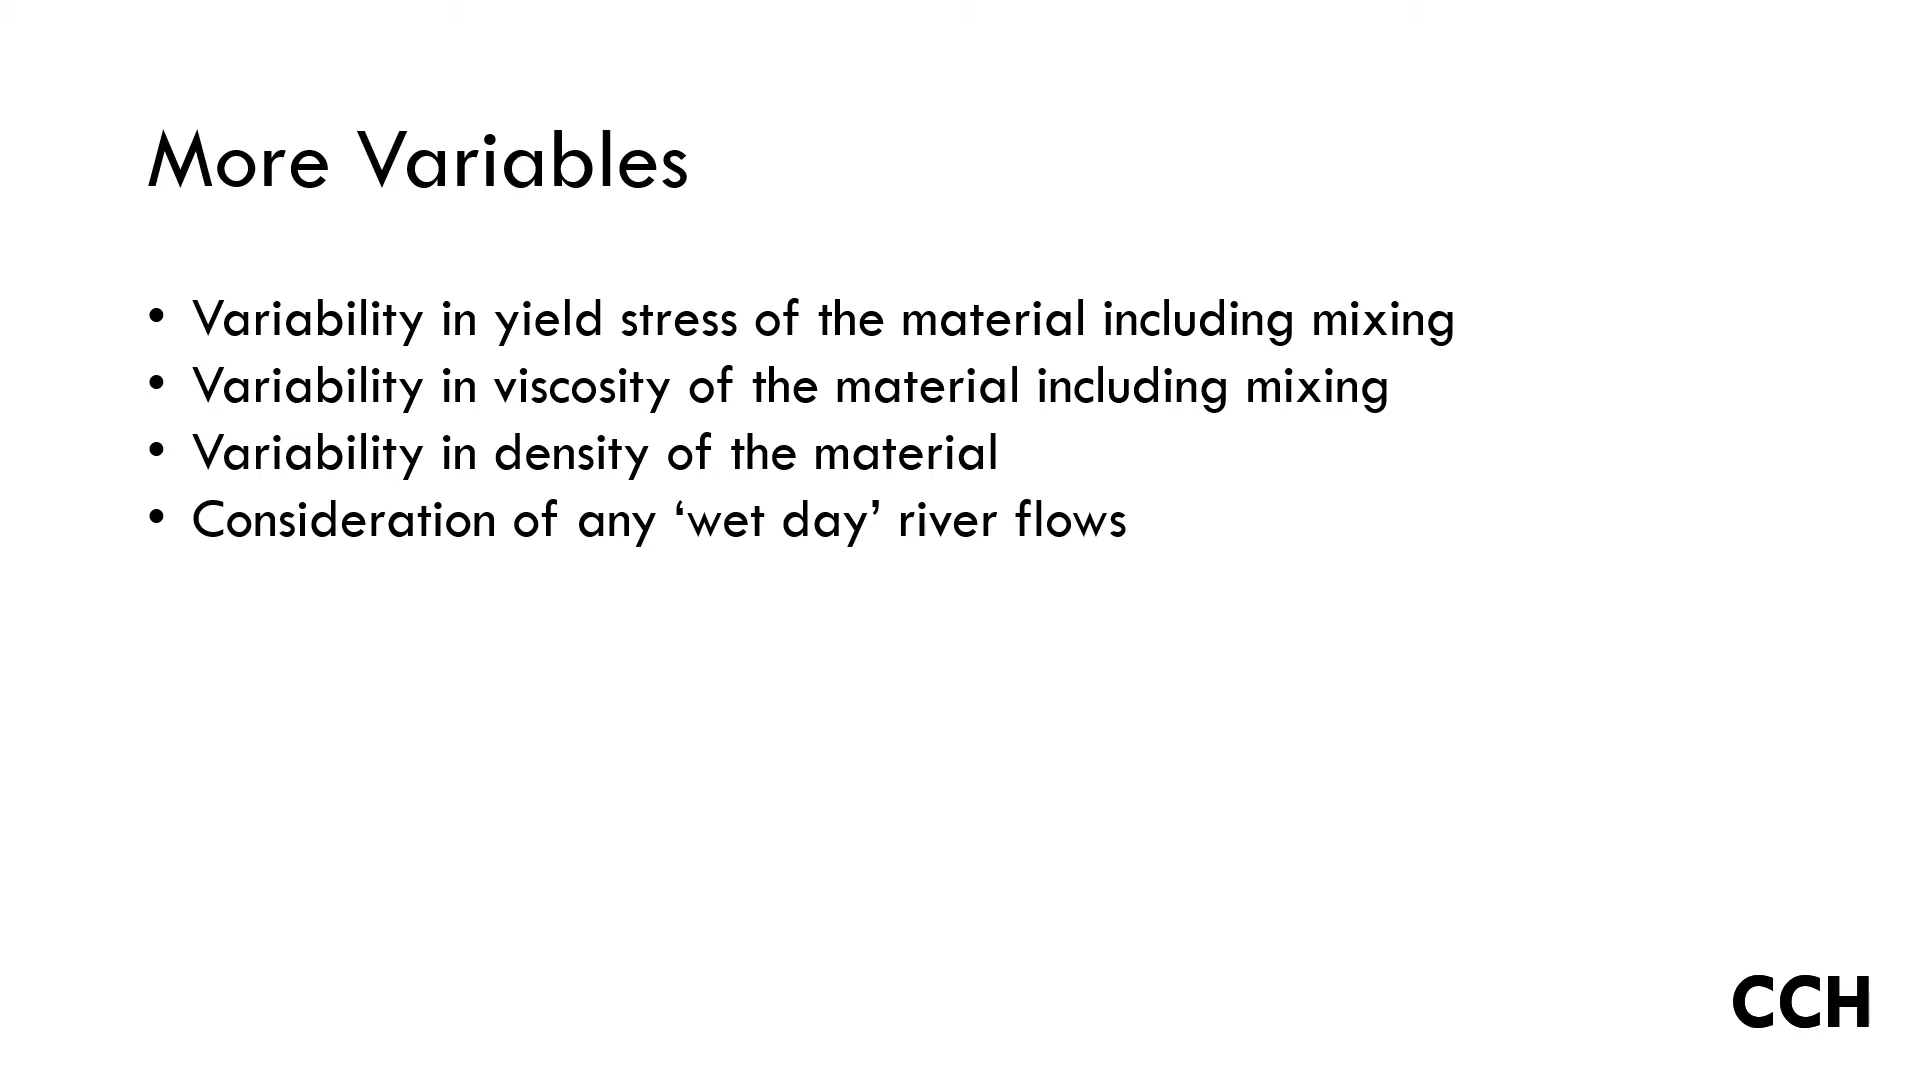 More Variables
• Variability in yield stress of the material including mixing
• Variability in viscosity of the material including mixing
• Variability in density of the material
• Consideration of any ‘wet day’ river flows
CCH